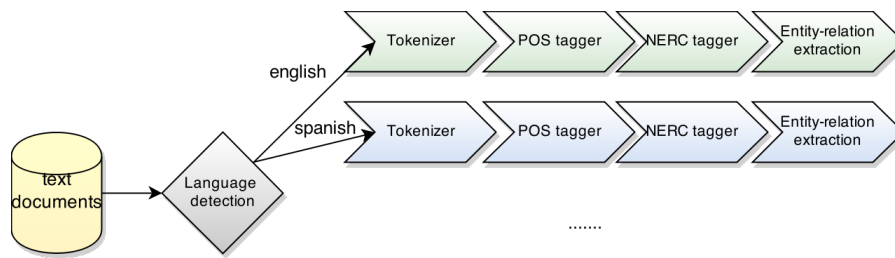 Tokenizer
POS tagger
NERC tagger
Entity-relation
extraction
english
spanish
Tokenizer
POS tagger
NERC tagger
Entity-relation
extraction
text
documents
Language
detection
.......